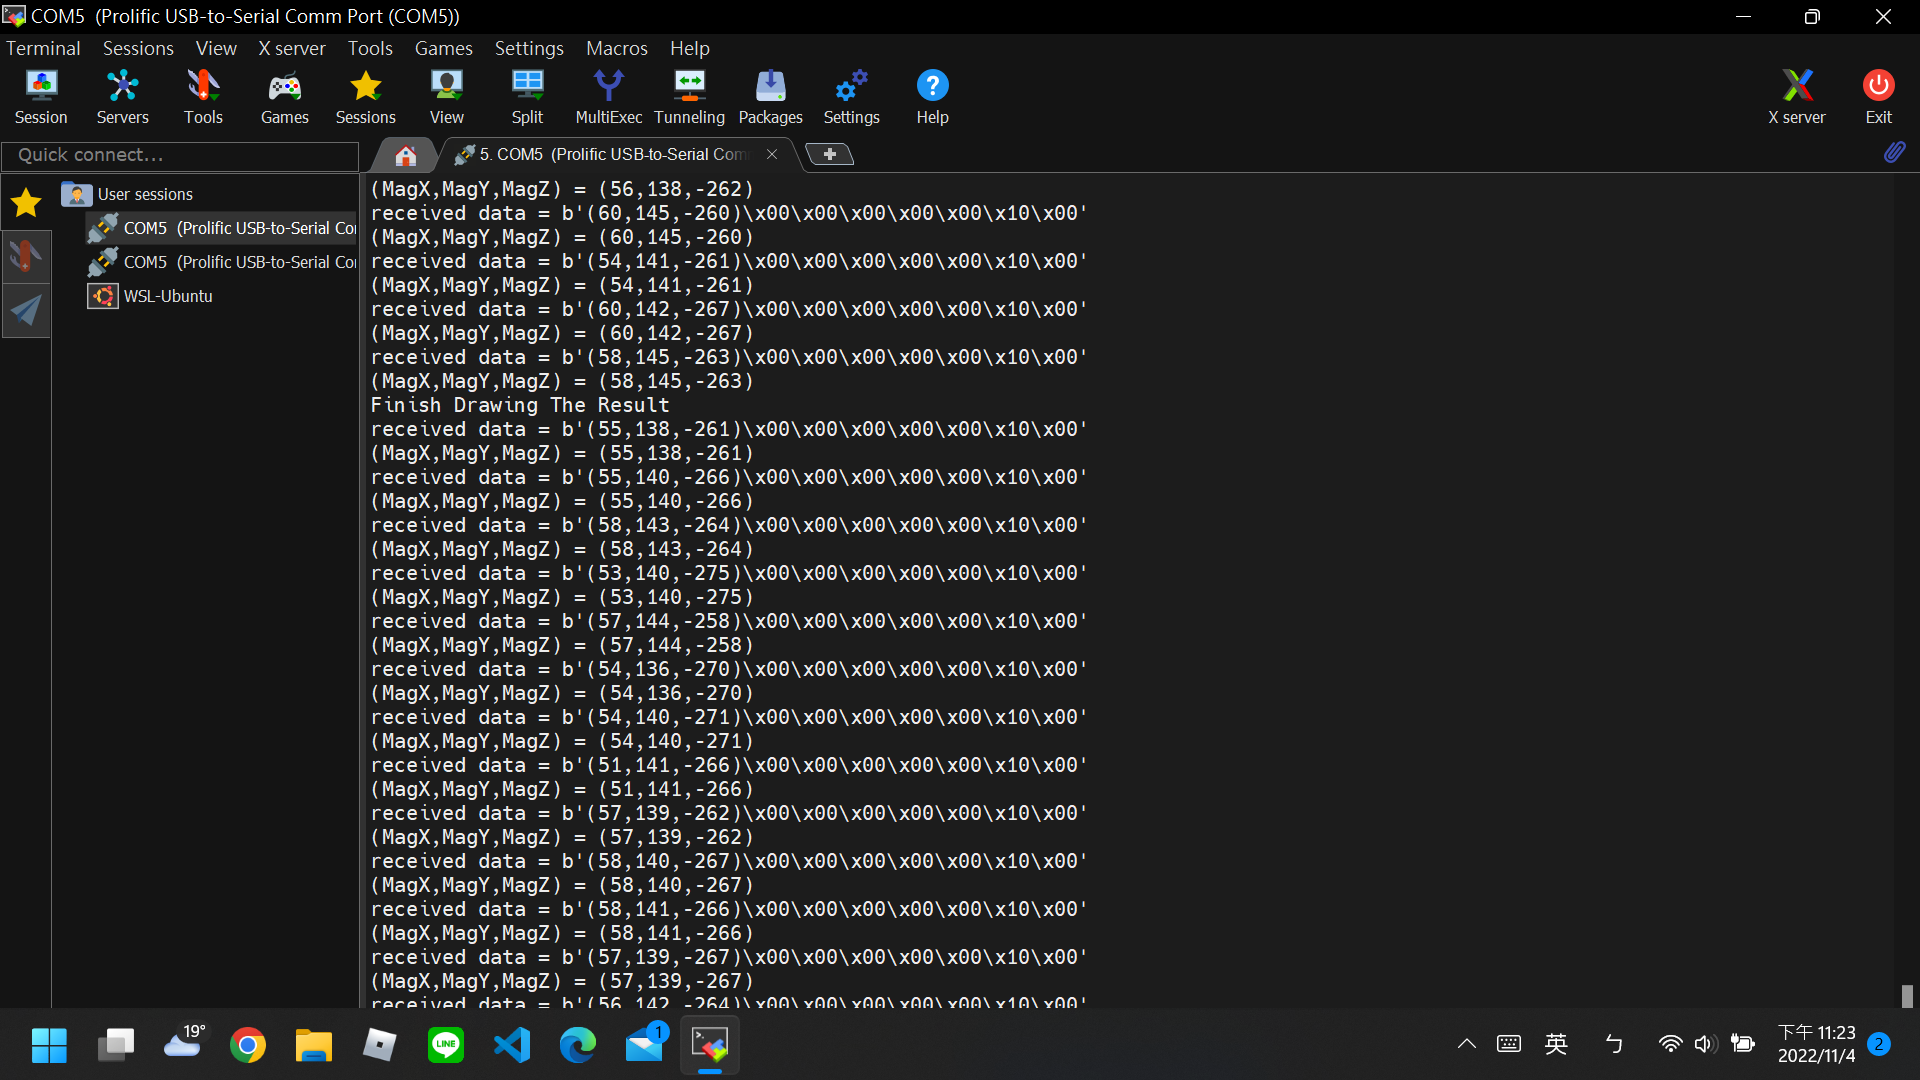 COM5 (Prolific USB-to-Serial Comm Port (COM5))
Terminal Sessions View X server Tools Games Settings Macros Help
Session Servers Tools Games Sessions View Split MultiExec Tunneling Packages Settings Help X server Exit
Quick connect...
5. COM5 (Prolific USB-to-Serial Com
User sessions
COM5 (Prolific USB-to-Serial Co
COM5 (Prolific USB-to-Serial Co
WSL-Ubuntu
(MagX,MagY,MagZ) = (56,138,-262)
received data = b'(60,145,-260)\x00\x00\x00\x00\x00\x10\x00'
(MagX,MagY,MagZ) = (60,145,-260)
received data = b'(54,141,-261)\x00\x00\x00\x00\x00\x10\x00'
(MagX,MagY,MagZ) = (54,141,-261)
received data = b'(60,142,-267)\x00\x00\x00\x00\x00\x10\x00'
(MagX,MagY,MagZ) = (60,142,-267)
received data = b'(58,145,-263)\x00\x00\x00\x00\x00\x10\x00'
(MagX,MagY,MagZ) = (58,145,-263)
Finish Drawing The Result
received data = b'(55,138,-261)\x00\x00\x00\x00\x00\x10\x00'
(MagX,MagY,MagZ) = (55,138,-261)
received data = b'(55,140,-266)\x00\x00\x00\x00\x00\x10\x00'
(MagX,MagY,MagZ) = (55,140,-266)
received data = b'(58,143,-264)\x00\x00\x00\x00\x00\x10\x00'
(MagX,MagY,MagZ) = (58,143,-264)
received data = b'(53,140,-275)\x00\x00\x00\x00\x00\x10\x00'
(MagX,MagY,MagZ) = (53,140,-275)
received data = b'(57,144,-258)\x00\x00\x00\x00\x00\x10\x00'
(MagX,MagY,MagZ) = (57,144,-258)
received data = b'(54,136,-270)\x00\x00\x00\x00\x00\x10\x00'
(MagX,MagY,MagZ) = (54,136,-270)
received data = b'(54,140,-271)\x00\x00\x00\x00\x00\x10\x00'
(MagX,MagY,MagZ) = (54,140,-271)
received data = b'(51,141,-266)\x00\x00\x00\x00\x00\x10\x00'
(MagX,MagY,MagZ) = (51,141,-266)
received data = b'(57,139,-262)\x00\x00\x00\x00\x00\x10\x00'
(MagX,MagY,MagZ) = (57,139,-262)
received data = b'(58,140,-267)\x00\x00\x00\x00\x00\x10\x00'
(MagX,MagY,MagZ) = (58,140,-267)
received data = b'(58,141,-266)\x00\x00\x00\x00\x00\x10\x00'
(MagX,MagY,MagZ) = (58,141,-266)
received data = b'(57,139,-267)\x00\x00\x00\x00\x00\x10\x00'
(MagX,MagY,MagZ) = (57,139,-267)
received data = b'(56,142,-264)\x00\x00\x00\x00\x00\x10\x00'
19°
LINE
1
英
ㄅ
下午 11:23
2022/11/4
2